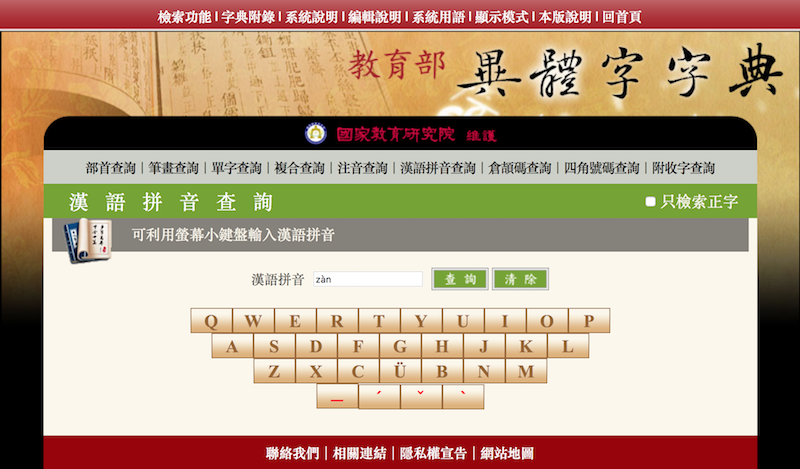 檢索功能 | 字典附錄 | 系統說明 | 編輯說明 | 系統用語 | 顯示模式 | 本版說明 | 回首頁
教育部 異體字字典
國家教育研究院 維護
部首查詢 | 筆畫查詢 | 單字查詢 | 複合查詢 | 注音查詢 | 漢語拼音查詢 | 倉頡碼查詢 | 四角號碼查詢 | 附收字查詢
漢語拼音查詢 只檢索正字
可利用螢幕小鍵盤輸入漢語拼音
漢語拼音 zàn 查詢 清除
Q W E R T Y U I O P
A S D F G H J K L
Z X C Ü B N M
ˉ ˊ ˇ ˋ
聯絡我們 | 相關連結 | 隱私權宣告 | 網站地圖